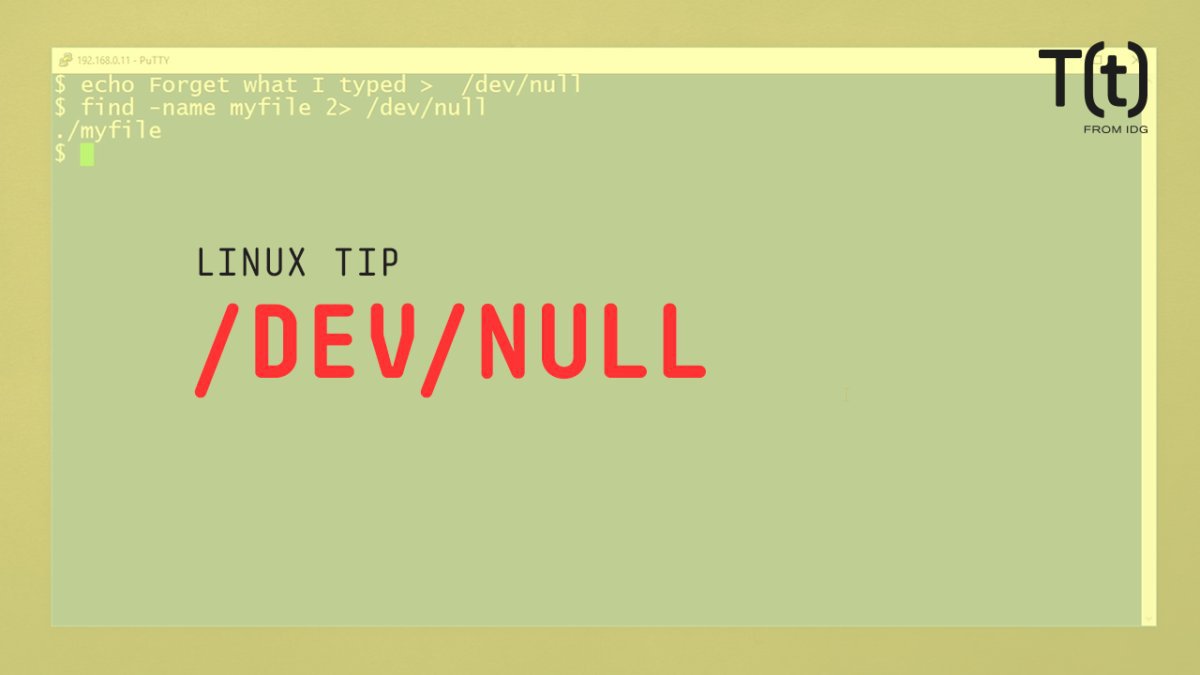 192.168.0.11 - PuTTY
$ echo Forget what I typed >  /dev/null
$ find -name myfile 2> /dev/null
./myfile
$
T(t)
FROM IDG
LINUX TIP
/DEV/NULL